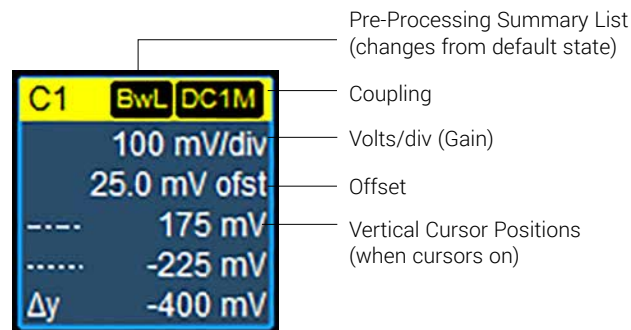 Pre-Processing Summary List
(changes from default state)
C1 BwL DC1M
Coupling
100 mV/div
Volts/div (Gain)
25.0 mV ofst
Offset
175 mV
Vertical Cursor Positions
(when cursors on)
-225 mV
Δy -400 mV